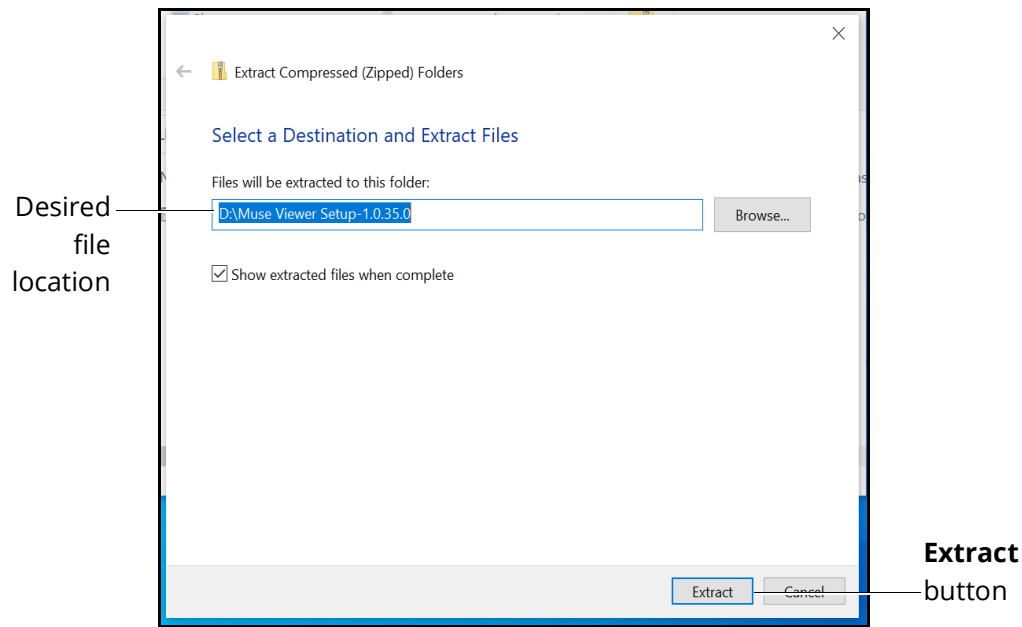 Extract Compressed (Zipped) Folders
Select a Destination and Extract Files
Files will be extracted to this folder:
Desired
file
location
D:\Muse Viewer Setup-1.0.35.0
Browse...
Show extracted files when complete
Extract
button
Extract
Cancel